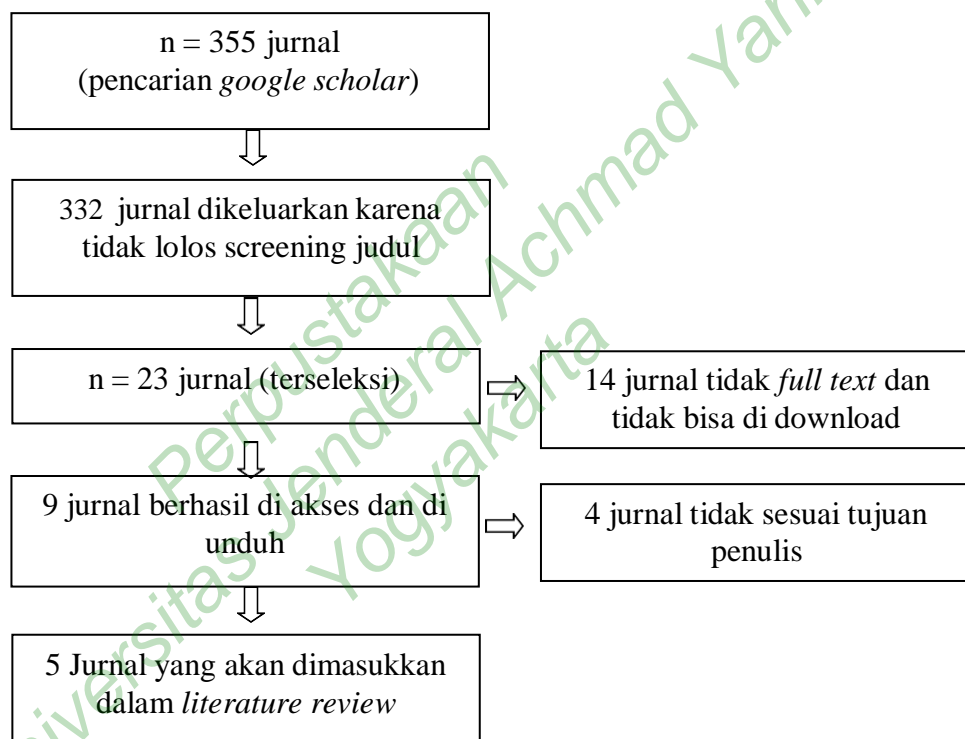 n = 355 jurnal
(pencarian google scholar)
332 jurnal dikeluarkan karena
tidak lolos screening judul
n = 23 jurnal (terseleksi)
14 jurnal tidak full text dan
tidak bisa di download
9 jurnal berhasil di akses dan di
unduh
4 jurnal tidak sesuai tujuan
penulis
5 Jurnal yang akan dimasukkan
dalam literature review
Perpustakaan
niversitas Jenderal Achmad Yani
Yogyakarta